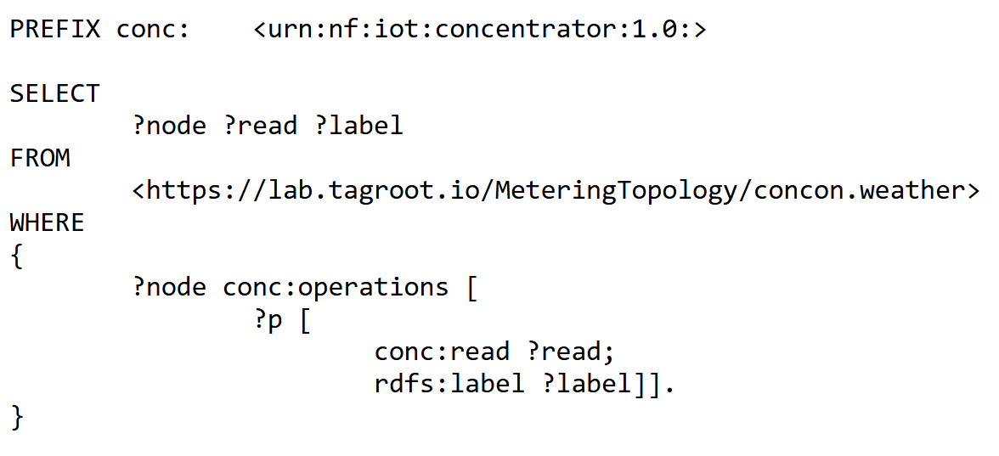 PREFIX conc:    <urn:nf:iot:concentrator:1.0:>
SELECT
        ?node ?read ?label
FROM
        <https://lab.tagroot.io/MeteringTopology/concon.weather>
WHERE
{
        ?node conc:operations [
                ?p [
                        conc:read ?read;
                        rdfs:label ?label]].
}